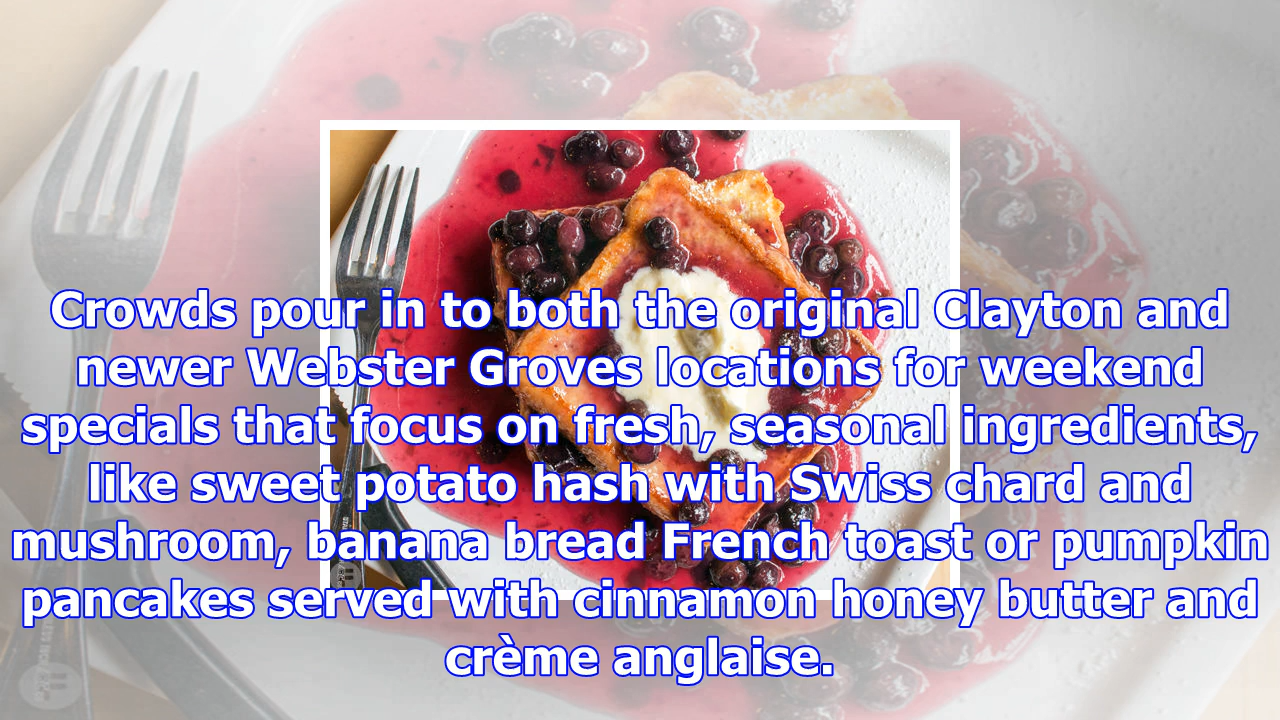 Crowds pour in to both the original Clayton and
newer Webster Groves locations for weekend
specials that focus on fresh, seasonal ingredients,
like sweet potato hash with Swiss chard and
mushroom, banana bread French toast or pumpkin
pancakes served with cinnamon honey butter and
crème anglaise.